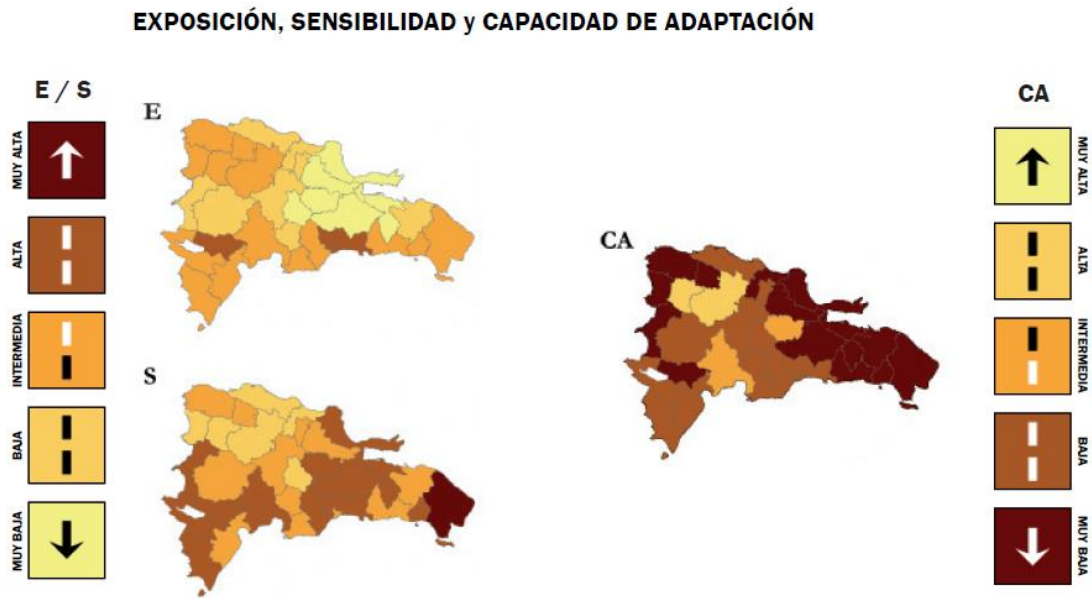 EXPOSICIÓN, SENSIBILIDAD y CAPACIDAD DE ADAPTACIÓN
E / S
MUY ALTA
ALTA
INTERMEDIA
BAJA
MUY BAJA
E
S
CA
CA
MUY ALTA
ALTA
INTERMEDIA
BAJA
MUY BAJA